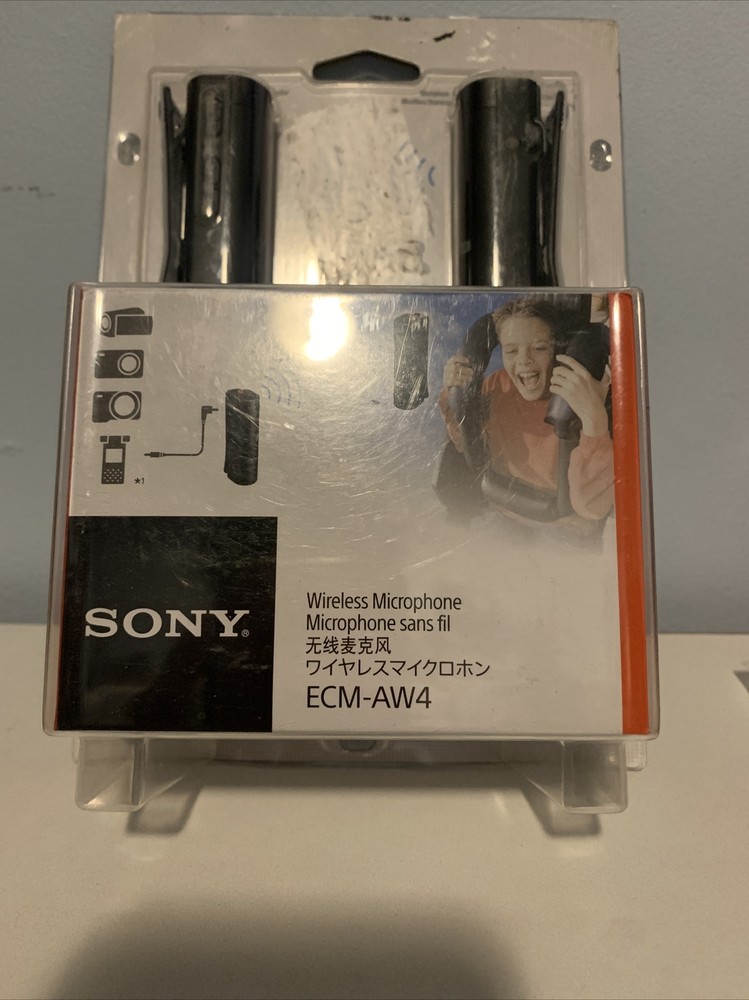 *1
SONY®
Wireless Microphone
Microphone sans fil
无线麦克风
ワイヤレスマイクロホン
ECM-AW4